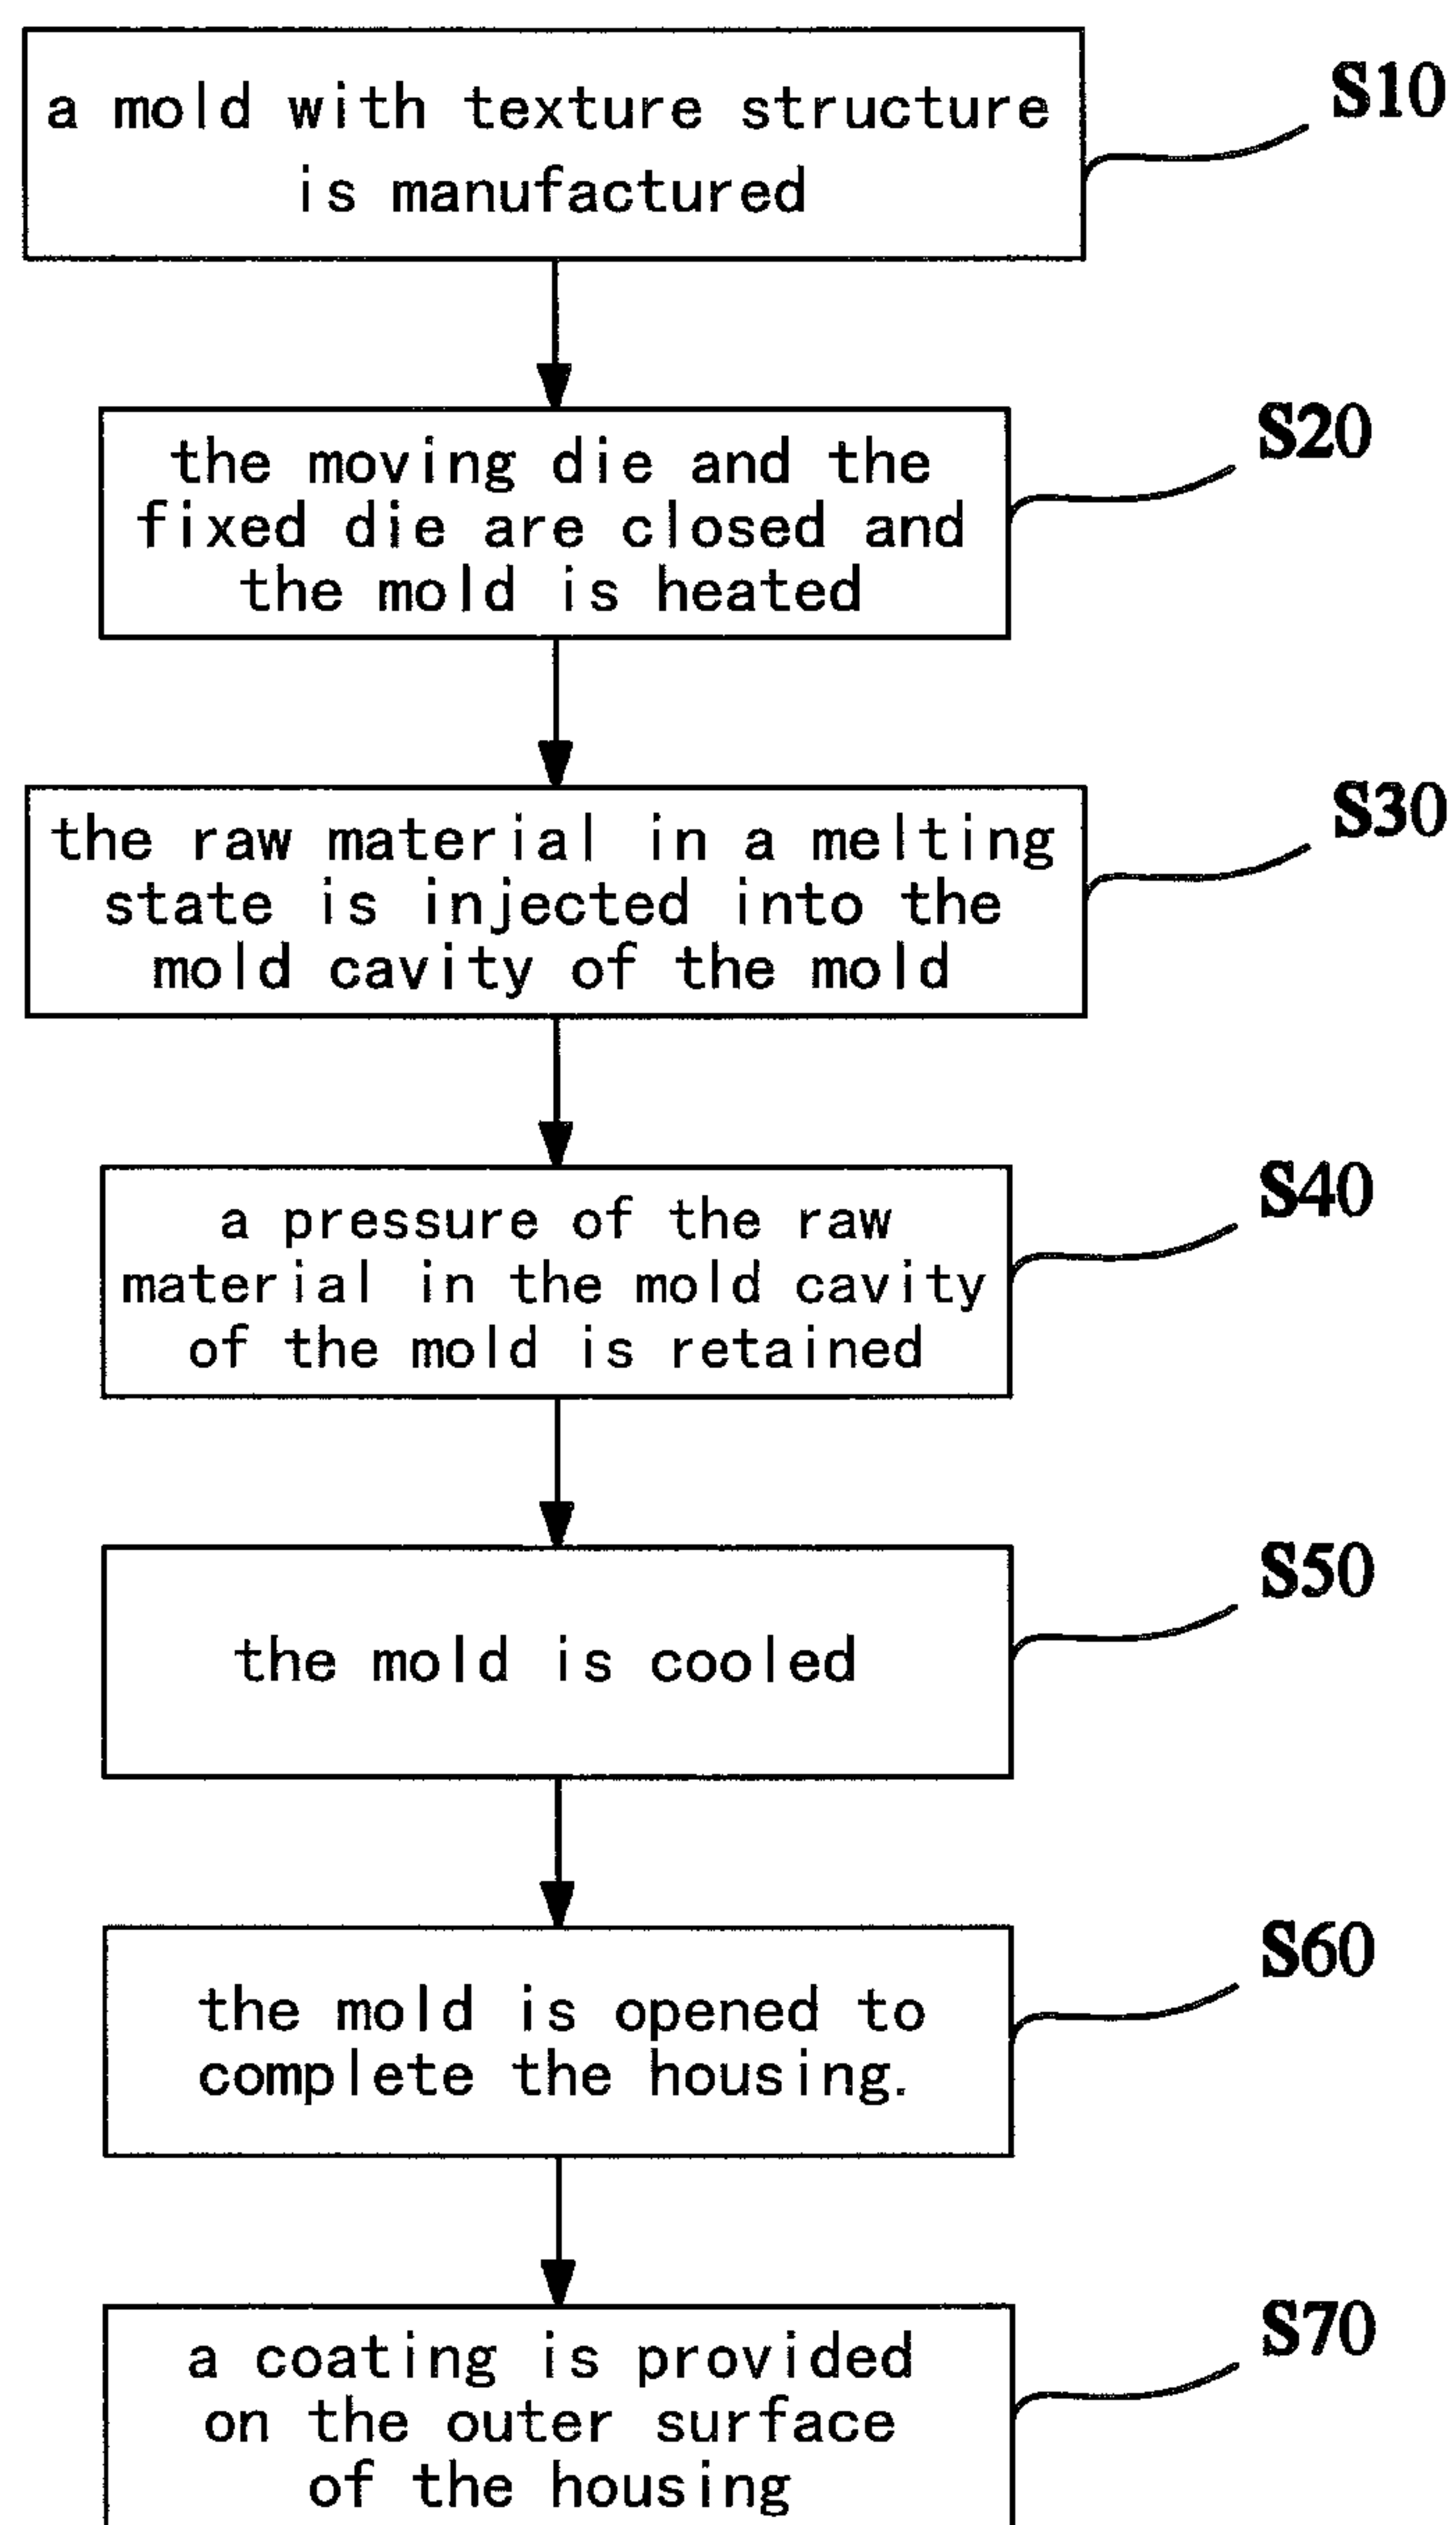 a mold with texture structure
is manufactured
S10
the moving die and the
fixed die are closed and
the mold is heated
S20
the raw material in a melting
state is injected into the
mold cavity of the mold
S30
a pressure of the raw
material in the mold cavity
of the mold is retained
S40
the mold is cooled
S50
the mold is opened to
complete the housing.
S60
a coating is provided
on the outer surface
of the housing
S70